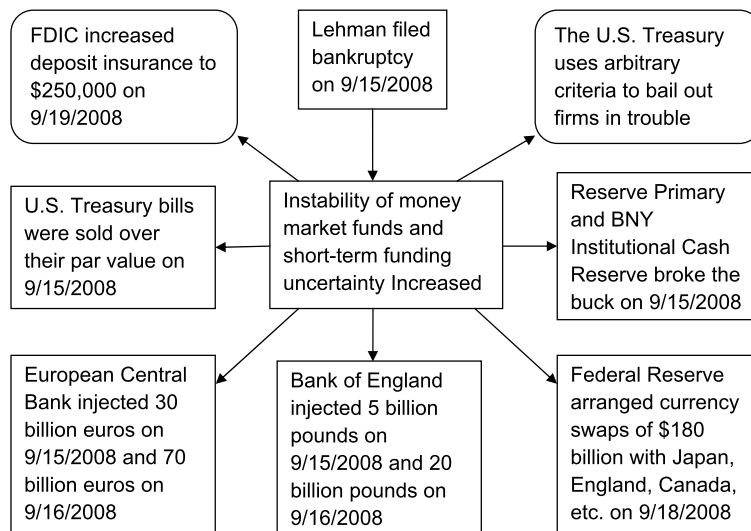 FDIC increased
deposit insurance to
$250,000 on
9/19/2008
Lehman filed
bankruptcy
on 9/15/2008
The U.S. Treasury
uses arbitrary
criteria to bail out
firms in trouble
U.S. Treasury bills
were sold over
their par value on
9/15/2008
Instability of money
market funds and
short-term funding
uncertainty Increased
Reserve Primary
and BNY
Institutional Cash
Reserve broke the
buck on 9/15/2008
European Central
Bank injected 30
billion euros on
9/15/2008 and 70
billion euros on
9/16/2008
Bank of England
injected 5 billion
pounds on
9/15/2008 and 20
billion pounds on
9/16/2008
Federal Reserve
arranged currency
swaps of $180
billion with Japan,
England, Canada,
etc. on 9/18/2008